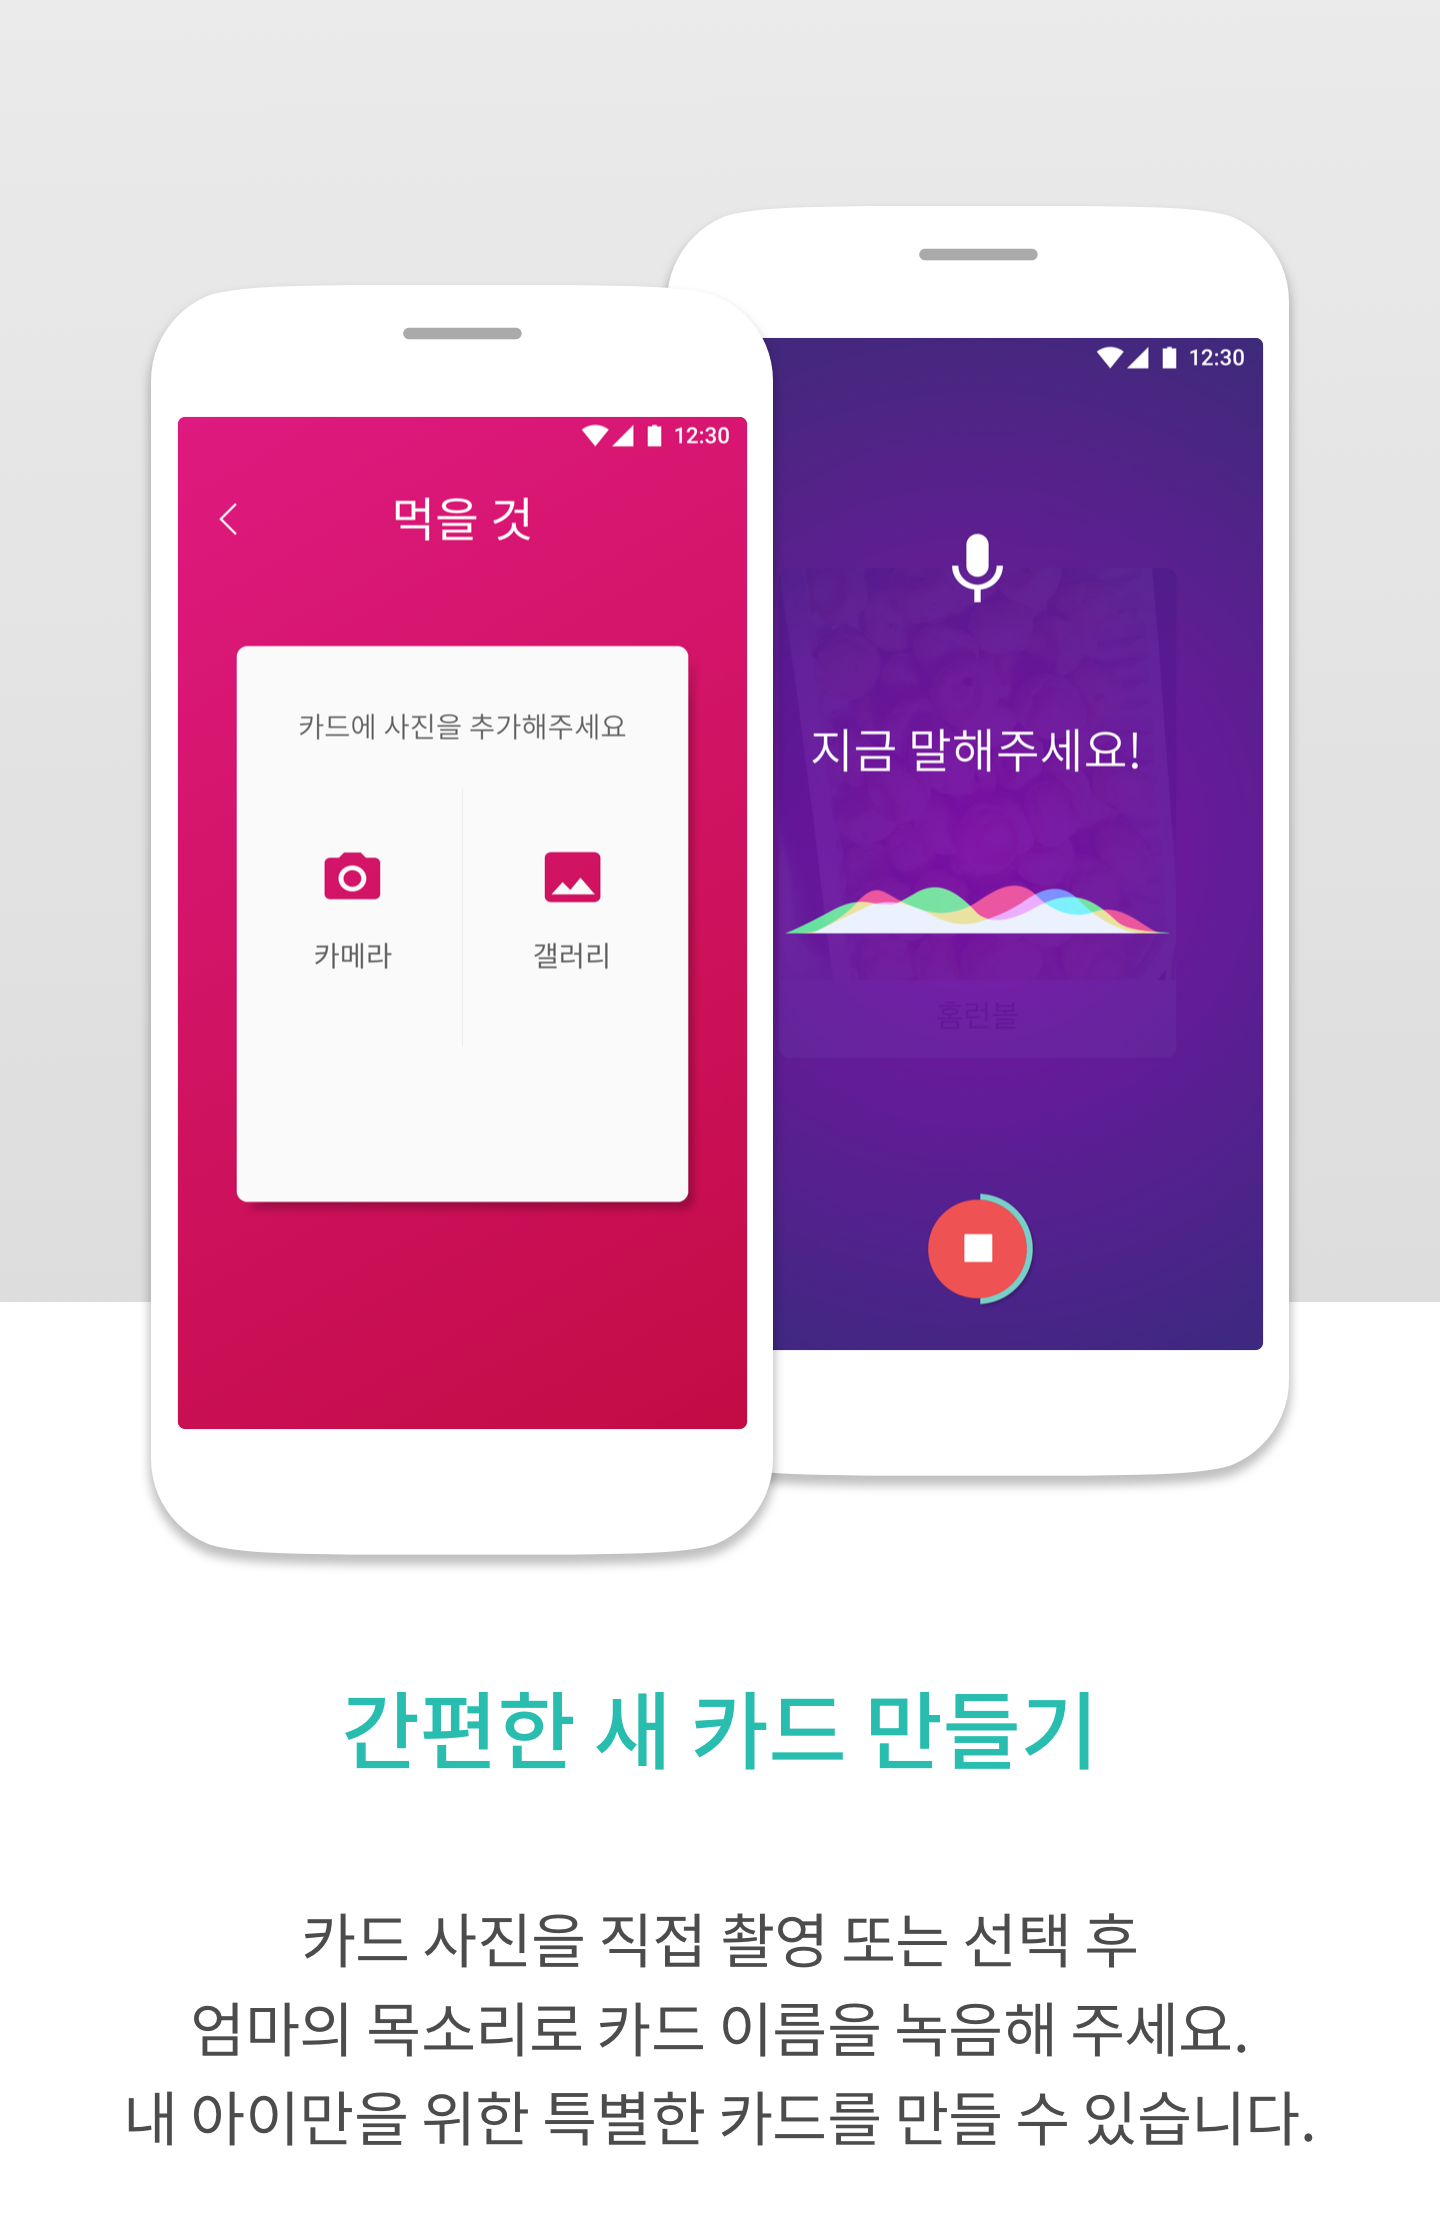 12:30
먹을 것
카드에 사진을 추가해주세요
카메라
갤러리
12:30
지금 말해주세요!
홈런볼
간편한 새 카드 만들기
카드 사진을 직접 촬영 또는 선택 후
엄마의 목소리로 카드 이름을 녹음해 주세요.
내 아이만을 위한 특별한 카드를 만들 수 있습니다.